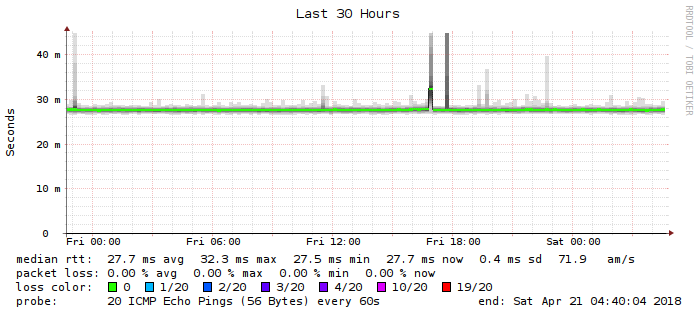 Last 30 Hours
RRDTOOL / TOBI OETIKER
Seconds
40 m
30 m
20 m
10 m
0
Fri 00:00 Fri 06:00 Fri 12:00 Fri 18:00 Sat 00:00
median rtt: 27.7 ms avg 32.3 ms max 27.5 ms min 27.7 ms now 0.4 ms sd 71.9 am/s
packet loss: 0.00 % avg 0.00 % max 0.00 % min 0.00 % now
loss color: 0 1/20 2/20 3/20 4/20 10/20 19/20
probe: 20 ICMP Echo Pings (56 Bytes) every 60s end: Sat Apr 21 04:40:04 2018